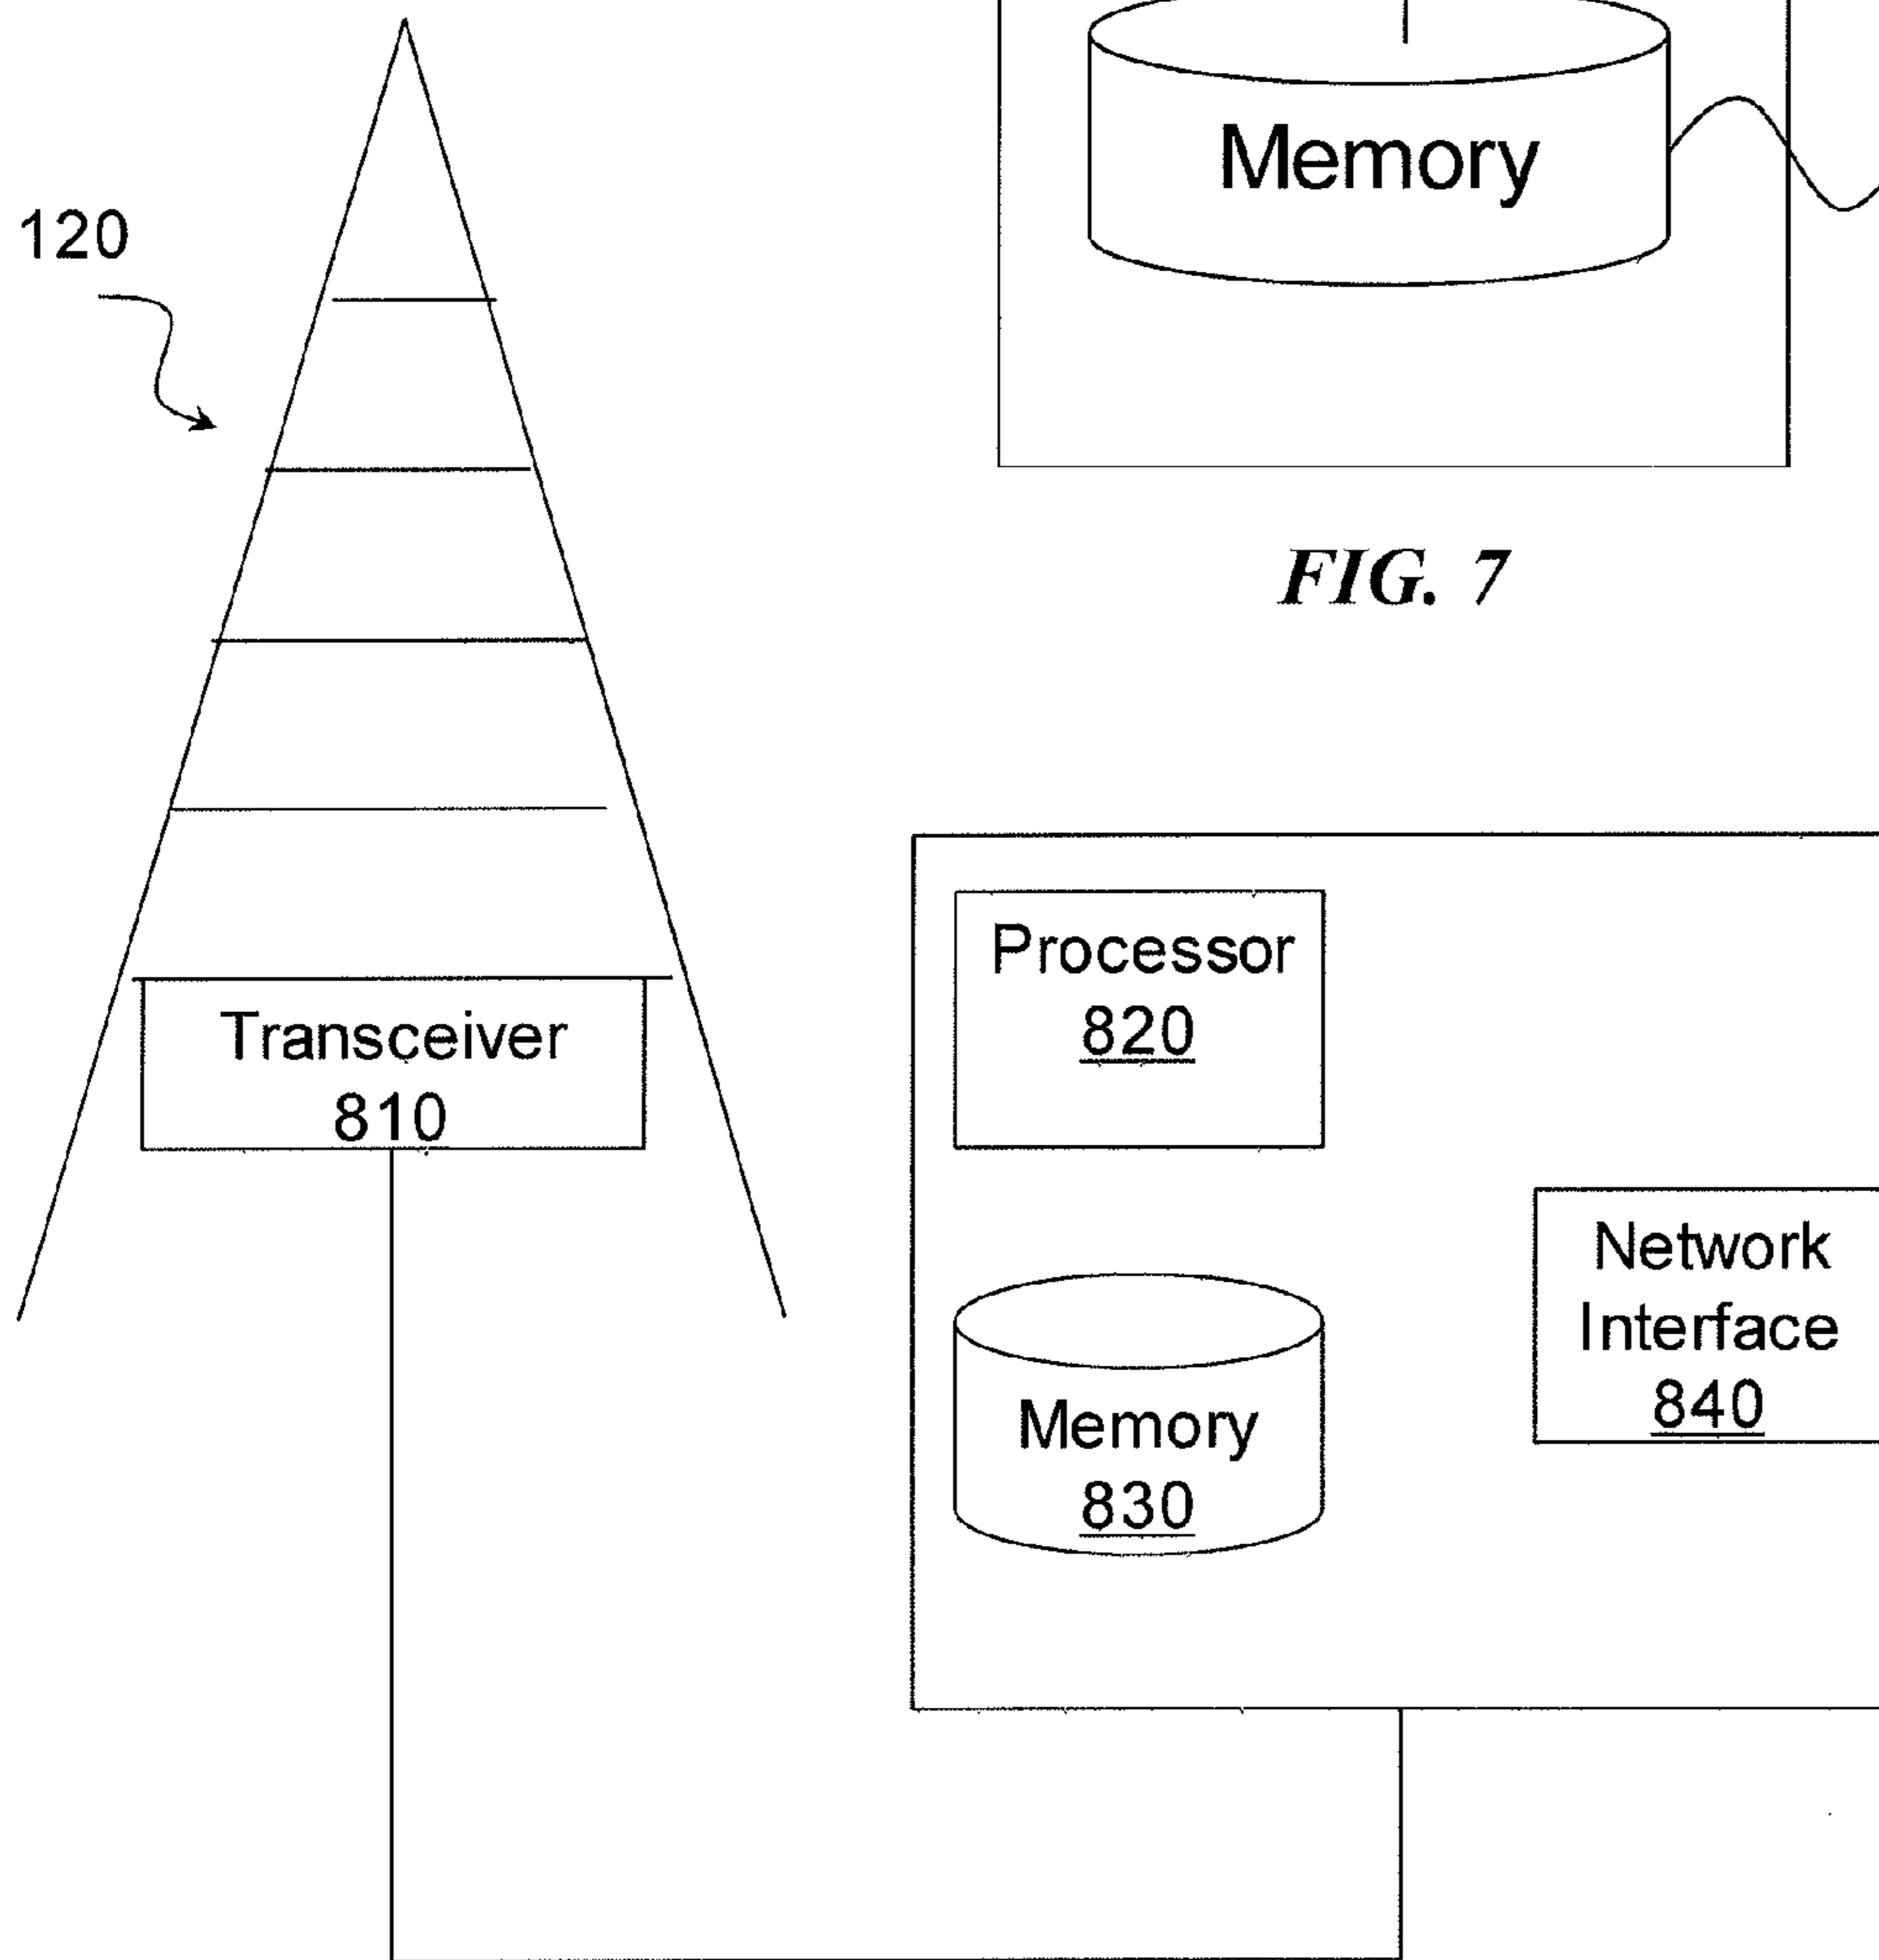 Memory
120
FIG. 7
Transceiver
810
Processor
820
Memory
830
Network
Interface
840